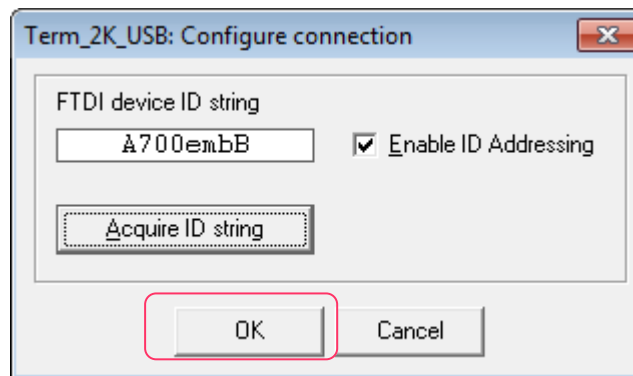 Term_2K_USB: Configure connection
FTDI device ID string
A700embB
Enable ID Addressing
Acquire ID string
OK
Cancel